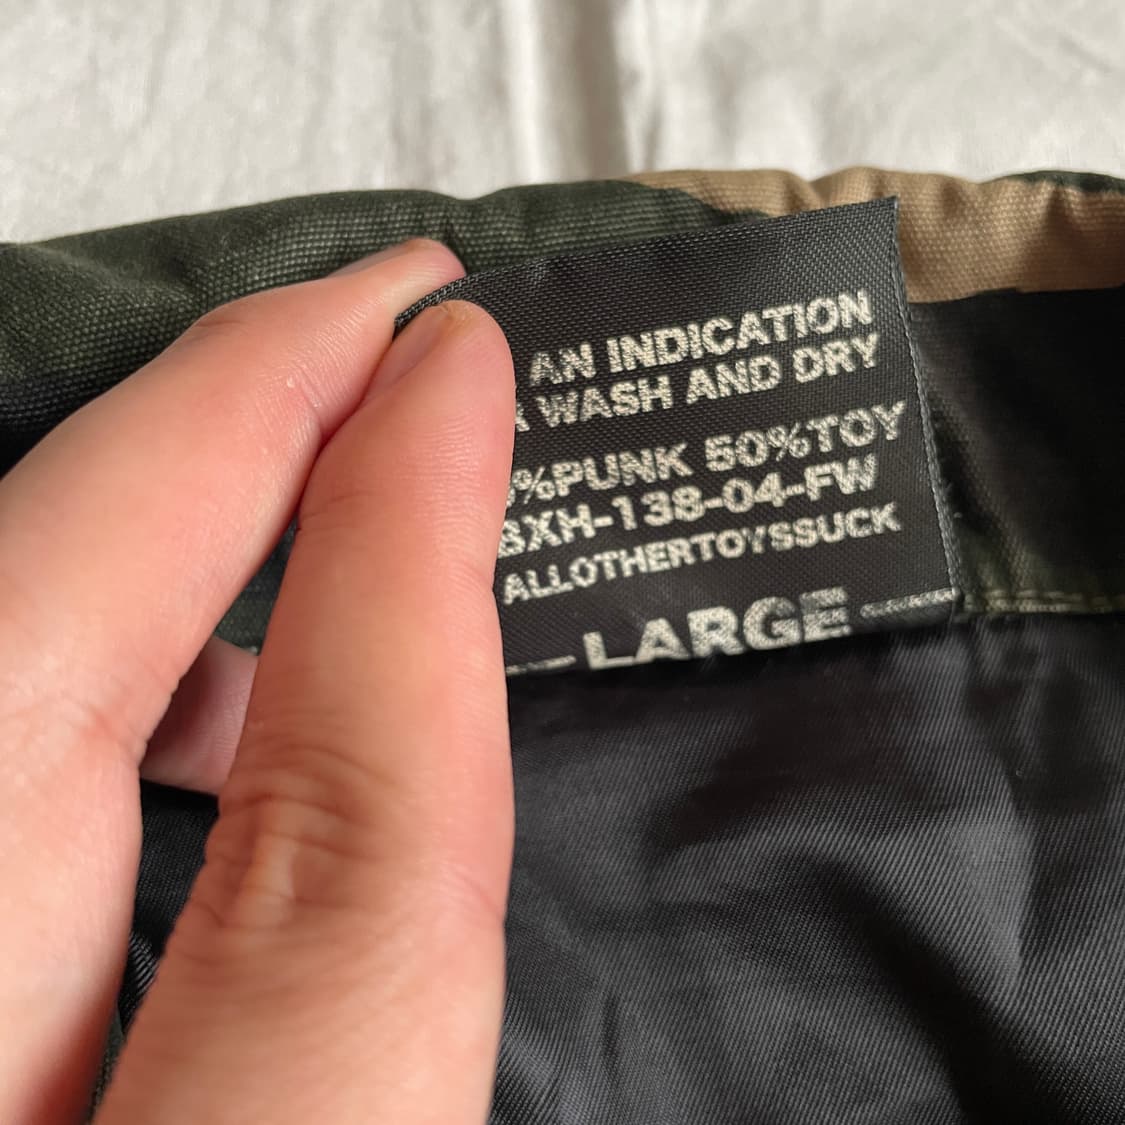 AN INDICATION
WASH AND DRY
%PUNK 50%TOY
XH-138-04-FW
ALLOTHERTOYSSUCK
LARGE